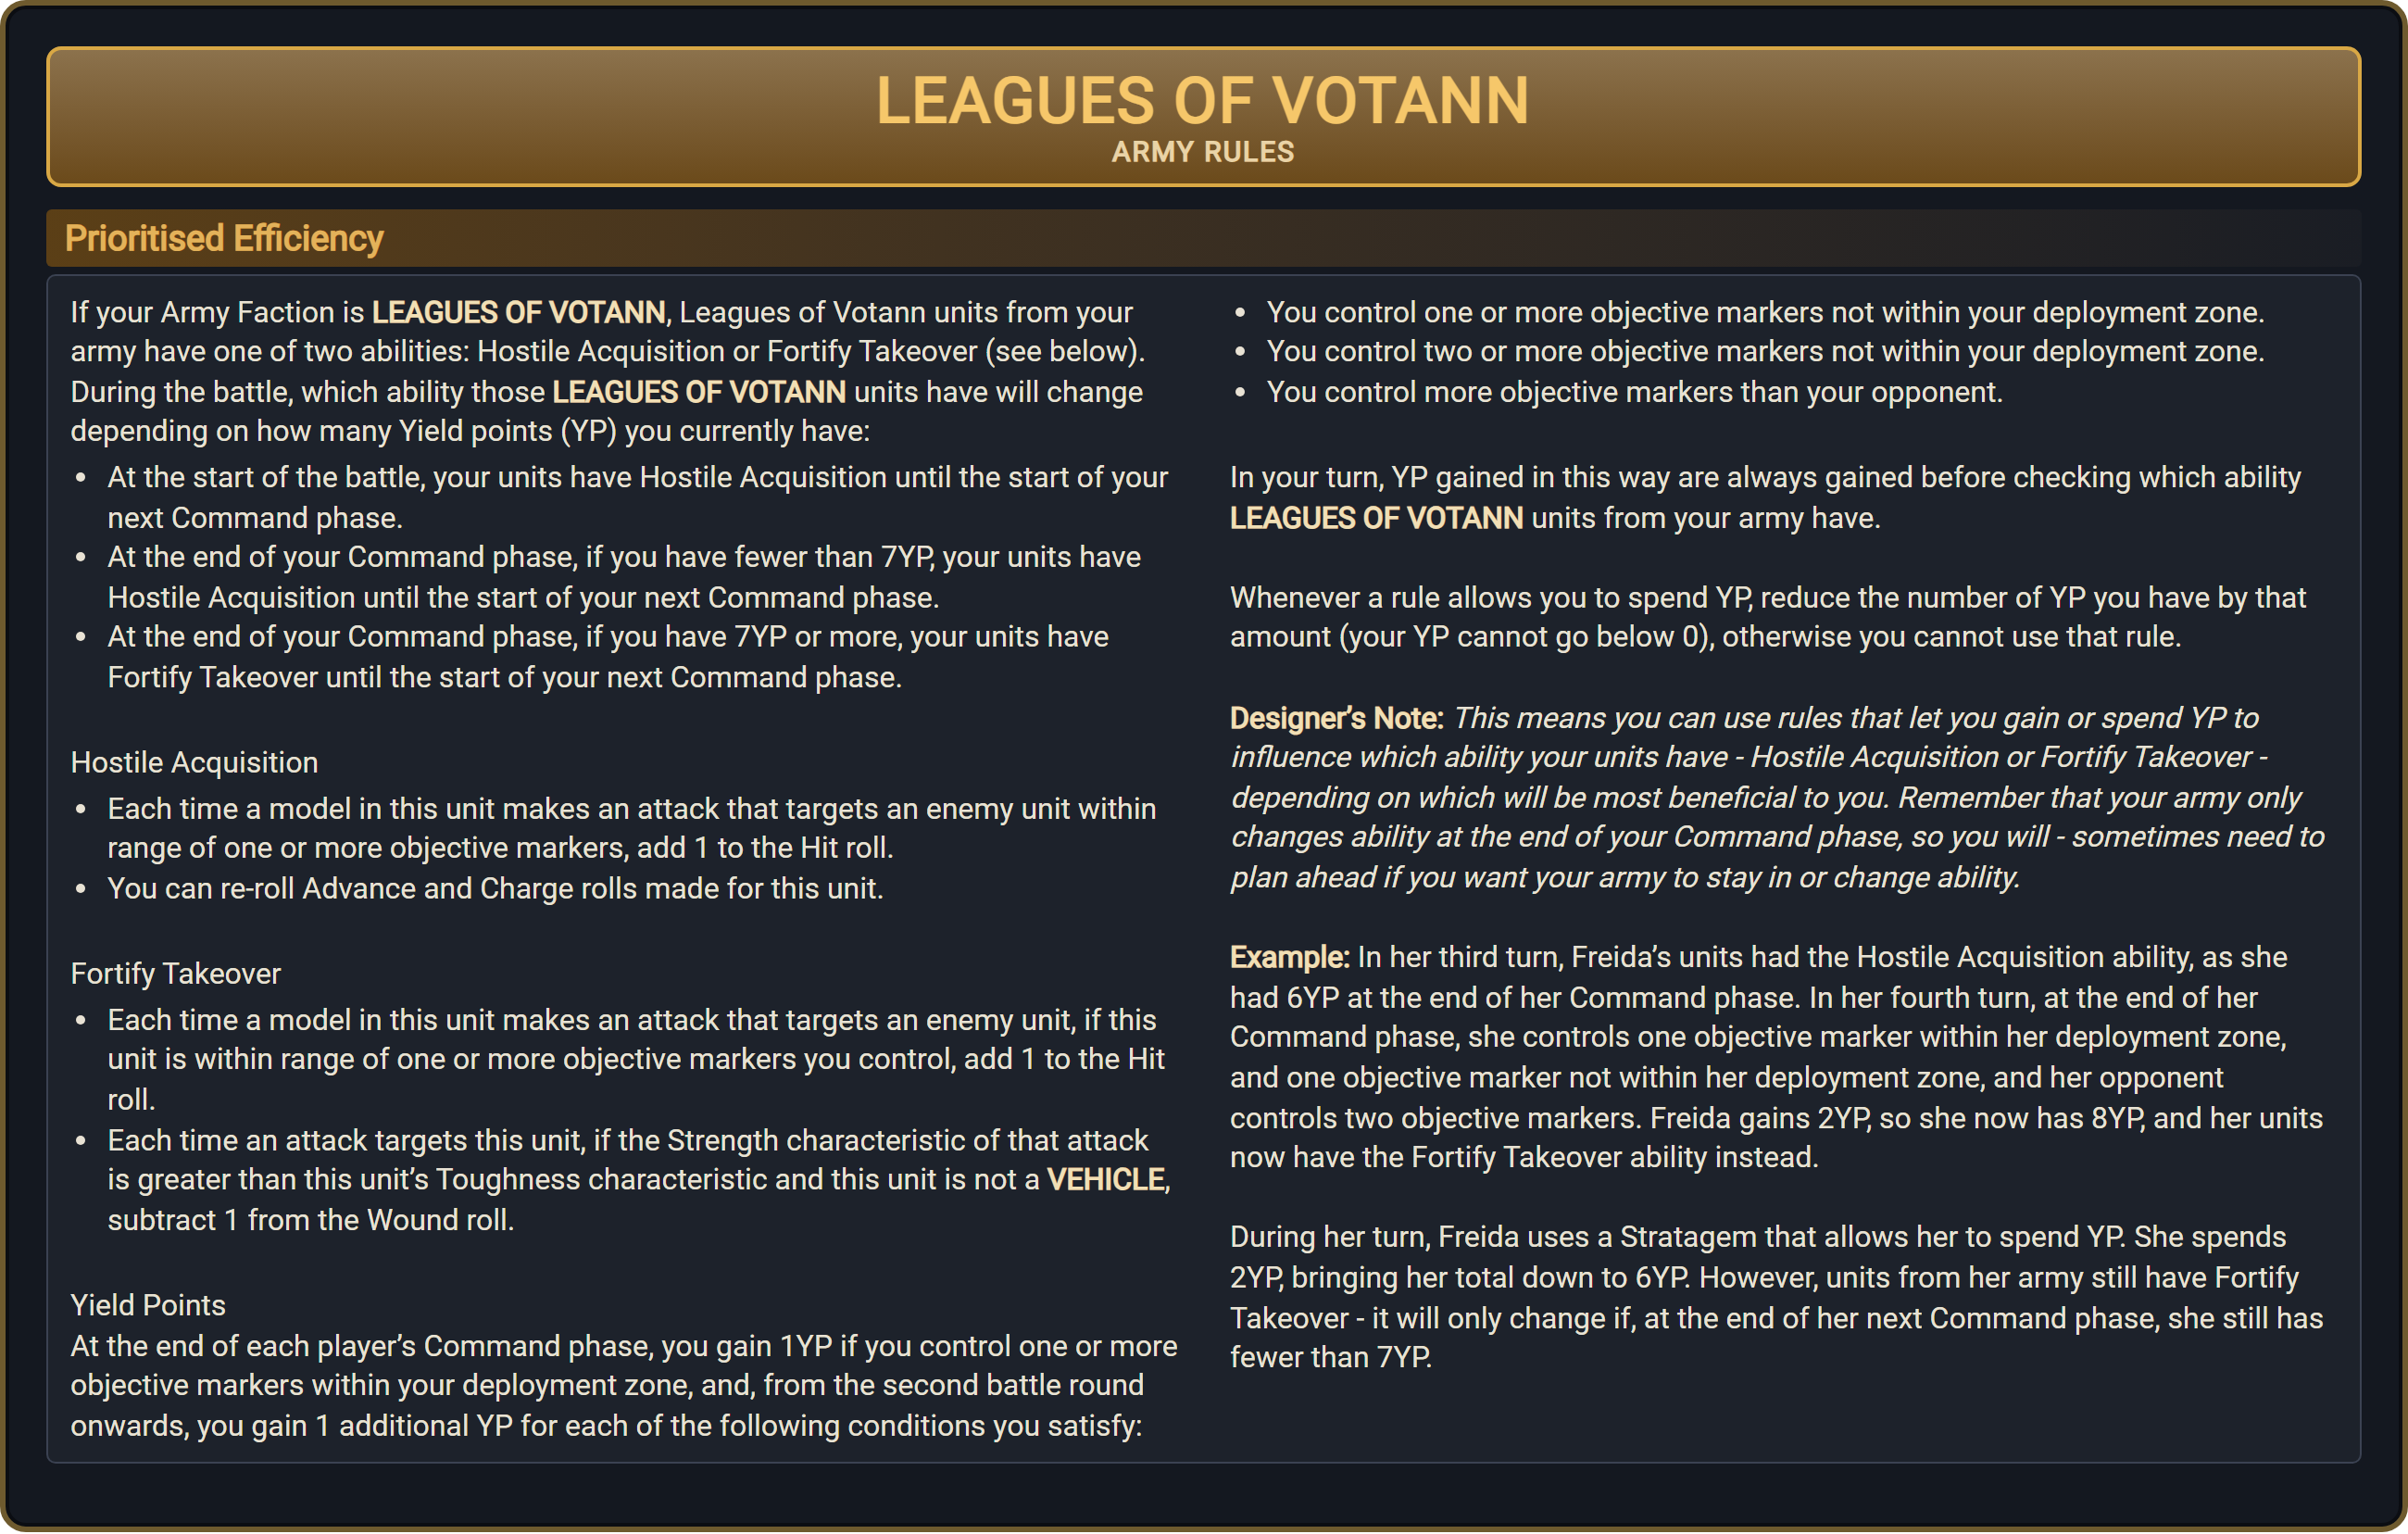 LEAGUES OF VOTANN
ARMY RULES
Prioritised Efficiency
If your Army Faction is LEAGUES OF VOTANN, Leagues of Votann units from your
army have one of two abilities: Hostile Acquisition or Fortify Takeover (see below).
During the battle, which ability those LEAGUES OF VOTANN units have will change
depending on how many Yield points (YP) you currently have:
• At the start of the battle, your units have Hostile Acquisition until the start of your
next Command phase.
• At the end of your Command phase, if you have fewer than 7YP, your units have
Hostile Acquisition until the start of your next Command phase.
• At the end of your Command phase, if you have 7YP or more, your units have
Fortify Takeover until the start of your next Command phase.
Hostile Acquisition
• Each time a model in this unit makes an attack that targets an enemy unit within
range of one or more objective markers, add 1 to the Hit roll.
• You can re-roll Advance and Charge rolls made for this unit.
Fortify Takeover
• Each time a model in this unit makes an attack that targets an enemy unit, if this
unit is within range of one or more objective markers you control, add 1 to the Hit
roll.
• Each time an attack targets this unit, if the Strength characteristic of that attack
is greater than this unit’s Toughness characteristic and this unit is not a VEHICLE,
subtract 1 from the Wound roll.
Yield Points
At the end of each player’s Command phase, you gain 1YP if you control one or more
objective markers within your deployment zone, and, from the second battle round
onwards, you gain 1 additional YP for each of the following conditions you satisfy:
• You control one or more objective markers not within your deployment zone.
• You control two or more objective markers not within your deployment zone.
• You control more objective markers than your opponent.
In your turn, YP gained in this way are always gained before checking which ability
LEAGUES OF VOTANN units from your army have.
Whenever a rule allows you to spend YP, reduce the number of YP you have by that
amount (your YP cannot go below 0), otherwise you cannot use that rule.
Designer’s Note: This means you can use rules that let you gain or spend YP to
influence which ability your units have - Hostile Acquisition or Fortify Takeover -
depending on which will be most beneficial to you. Remember that your army only
changes ability at the end of your Command phase, so you will - sometimes need to
plan ahead if you want your army to stay in or change ability.
Example: In her third turn, Freida’s units had the Hostile Acquisition ability, as she
had 6YP at the end of her Command phase. In her fourth turn, at the end of her
Command phase, she controls one objective marker within her deployment zone,
and one objective marker not within her deployment zone, and her opponent
controls two objective markers. Freida gains 2YP, so she now has 8YP, and her units
now have the Fortify Takeover ability instead.
During her turn, Freida uses a Stratagem that allows her to spend YP. She spends
2YP, bringing her total down to 6YP. However, units from her army still have Fortify
Takeover - it will only change if, at the end of her next Command phase, she still has
fewer than 7YP.